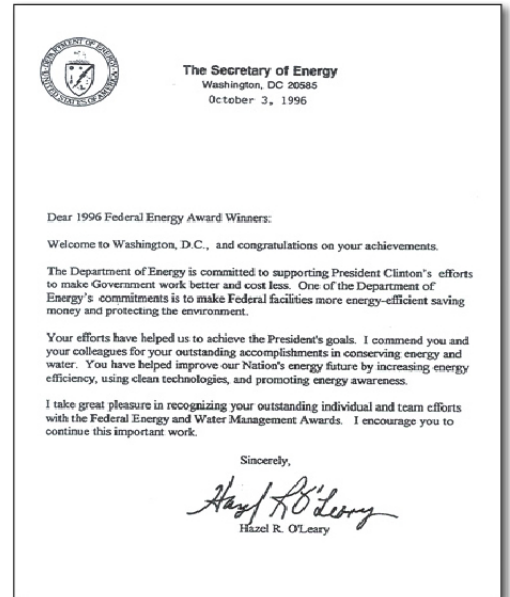 DEPARTMENT OF ENERGY
UNITED STATES OF AMERICA
The Secretary of Energy
Washington, DC 20585
October 3, 1996
Dear 1996 Federal Energy Award Winners:
Welcome to Washington, D.C., and congratulations on your achievements.
The Department of Energy is committed to supporting President Clinton"s efforts
to make Government work better and cost less. One of the Department of
Energy's commitments is to make Federal facilities more energy-efficient saving
money and protecting the environment.
Your efforts have helped us to achieve the President's goals. I commend you and
your colleagues for your outstanding accomplishments in conserving energy and
water. You have helped improve our Nation's energy future by increasing energy
efficiency, using clean technologies, and promoting energy awareness.
I take great pleasure in recognizing your outstanding individual and team efforts
with the Federal Energy and Water Management Awards. I encourage you to
continue this important work.
Sincerely,
Hazel R O'Leary
Hazel R. O'Leary